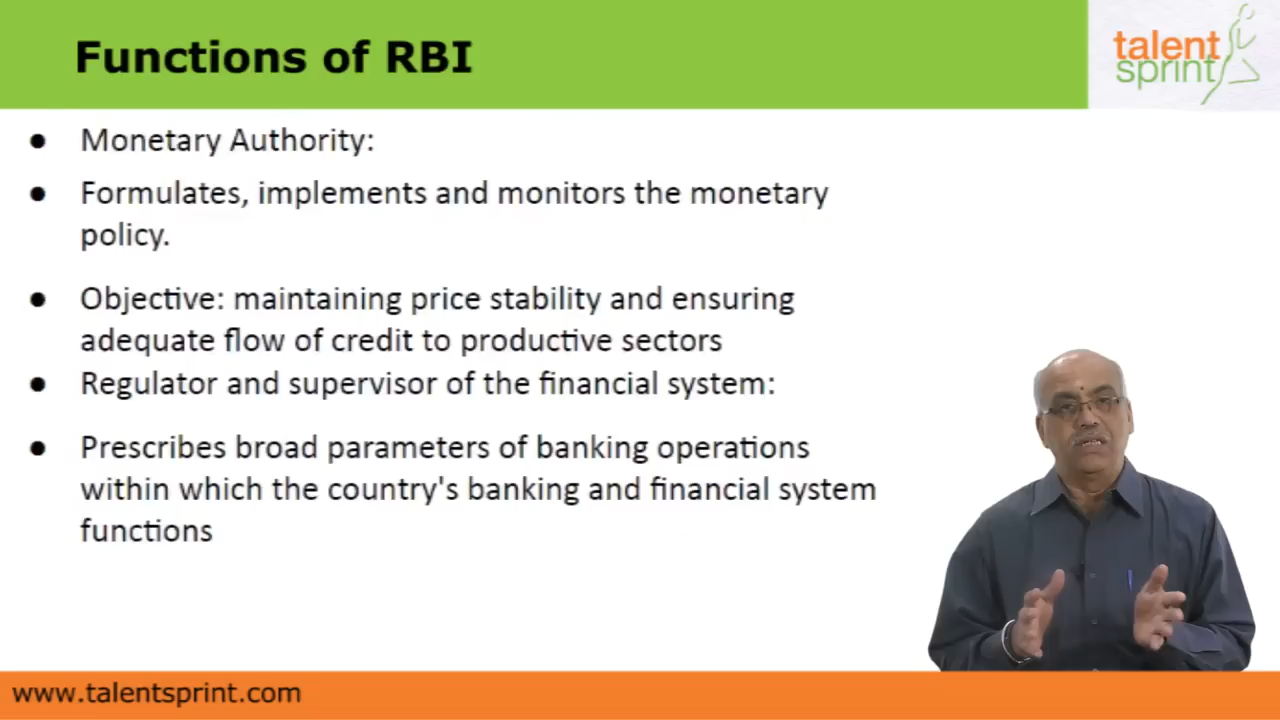 Functions of RBI
talent
sprint
● Monetary Authority:
● Formulates, implements and monitors the monetary
policy.
● Objective: maintaining price stability and ensuring
adequate flow of credit to productive sectors
● Regulator and supervisor of the financial system:
● Prescribes broad parameters of banking operations
within which the country's banking and financial system
functions
www.talentsprint.com